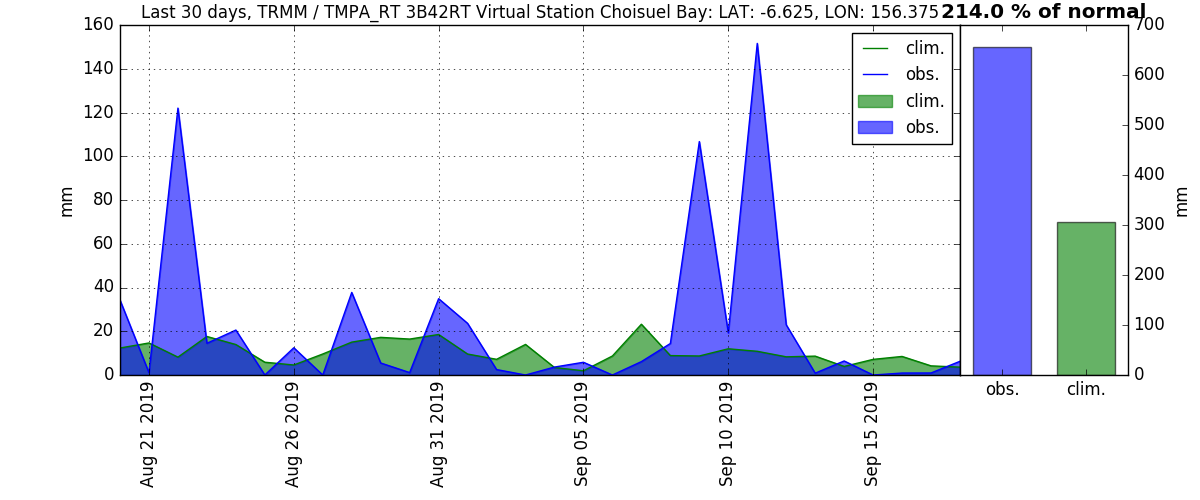 Last 30 days, TRMM / TMPA_RT 3B42RT Virtual Station Choisuel Bay: LAT: -6.625, LON: 156.375
214.0 % of normal
160
140
120
100
80
60
40
20
0
mm
clim.
obs.
clim.
obs.
Aug 21 2019
Aug 26 2019
Aug 31 2019
Sep 05 2019
Sep 10 2019
Sep 15 2019
700
600
500
400
300
200
100
0
mm
obs.
clim.